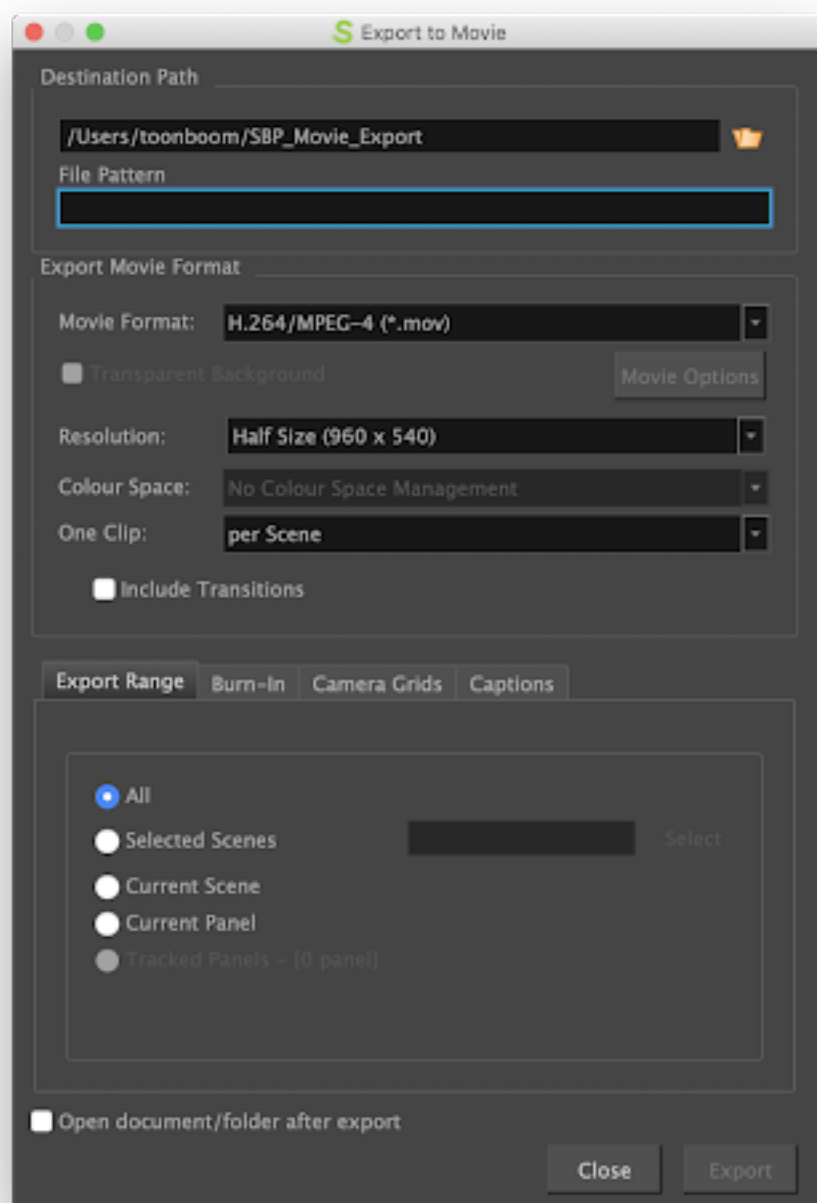 Export to Movie
Destination Path
/Users/toonboom/SBP_Movie_Export
File Pattern
Export Movie Format
Movie Format: H.264/MPEG-4 (*.mov)
Transparent Background Movie Options
Resolution: Half Size (960 x 540)
Colour Space: No Colour Space Management
One Clip: per Scene
Include Transitions
Export Range Burn-In Camera Grids Captions
All
Selected Scenes Select
Current Scene
Current Panel
Tracked Panels - [0 panel]
Open document/folder after export
Close Export